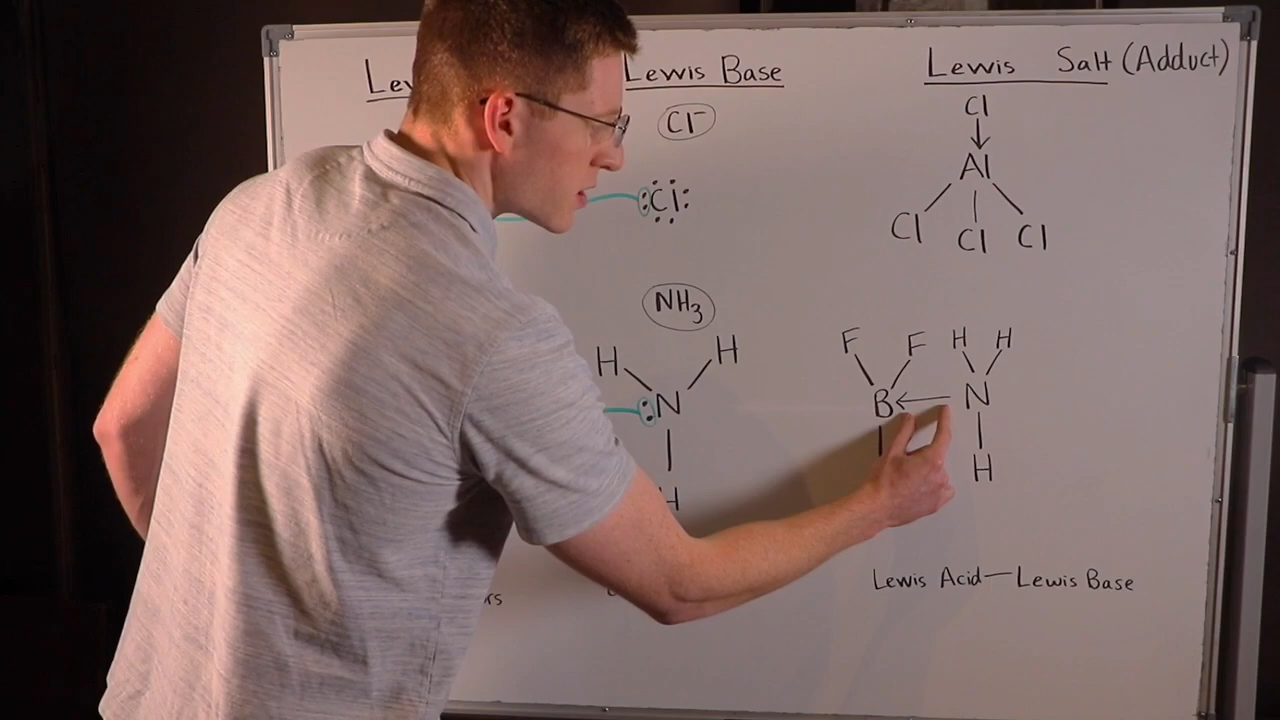 Lewis Base
Lewis Salt (Adduct)
Cl⁻
Cl
Al
:Cl:
Cl Cl Cl
NH₃
H H
N
H
F F H H
B ← N
H
Lewis Acid — Lewis Base